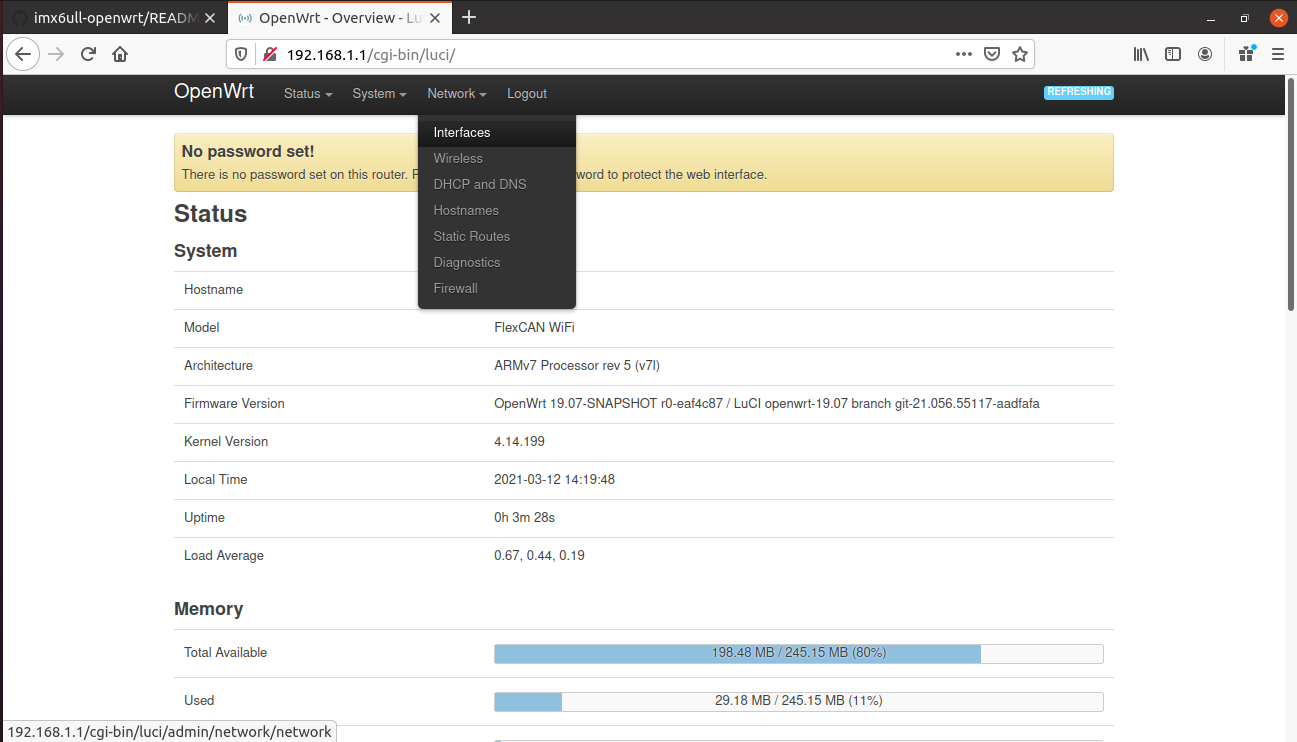 imx6ull-openwrt/READM
OpenWrt - Overview - Lu
192.168.1.1/cgi-bin/luci/
OpenWrt Status System Network Logout REFRESHING
Interfaces
Wireless
DHCP and DNS
Hostnames
Static Routes
Diagnostics
Firewall
No password set!
There is no password set on this router. word to protect the web interface.
Status
System
Hostname
Model FlexCAN WiFi
Architecture ARMv7 Processor rev 5 (v7l)
Firmware Version OpenWrt 19.07-SNAPSHOT r0-eaf4c87 / LuCI openwrt-19.07 branch git-21.056.55117-aadfafa
Kernel Version 4.14.199
Local Time 2021-03-12 14:19:48
Uptime 0h 3m 28s
Load Average 0.67, 0.44, 0.19
Memory
Total Available 198.48 MB / 245.15 MB (80%)
Used 29.18 MB / 245.15 MB (11%)
192.168.1.1/cgi-bin/luci/admin/network/network